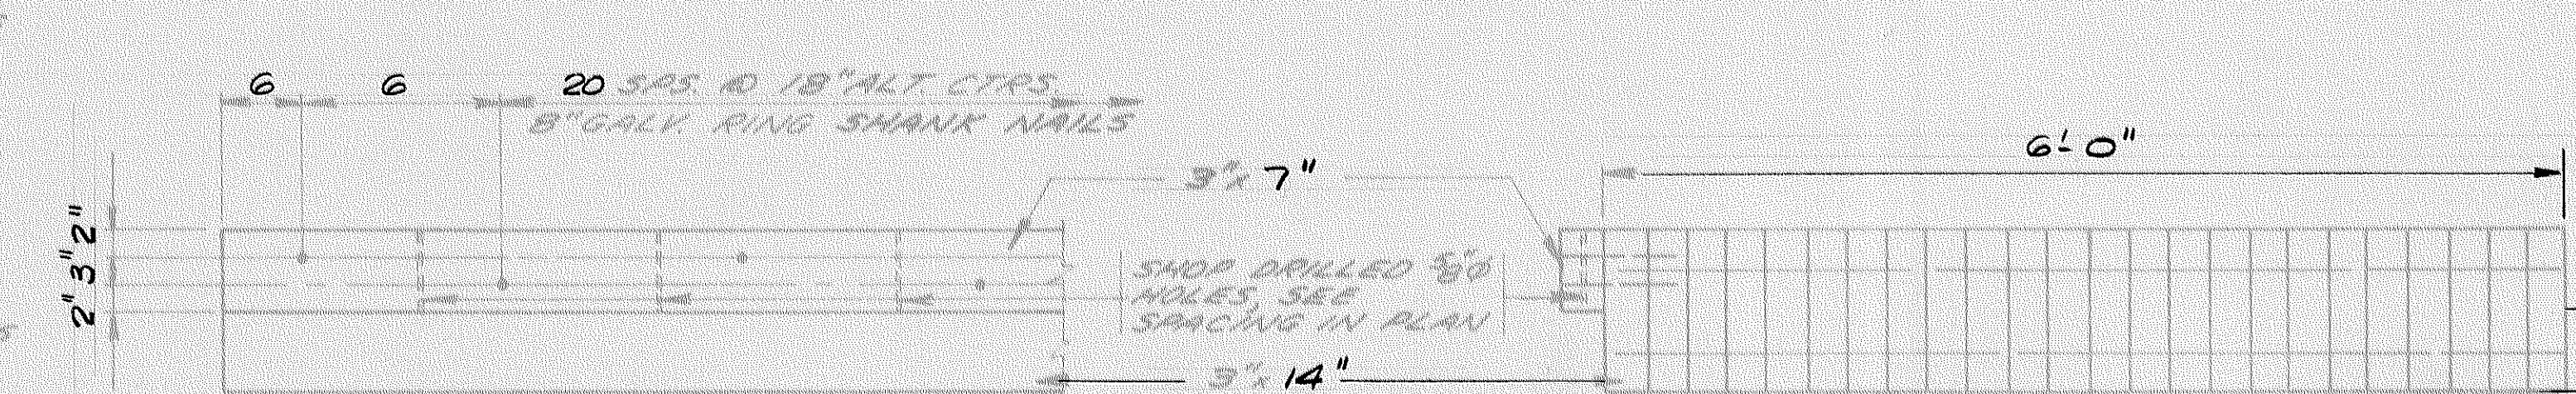 6 6 20 SPS. @ 18" ALT. CTRS.
8" GALV. RING SHANK NAILS
6'-0"
3" x 7"
2" 3" 2"
SHOP DRILLED 5/8"Ø
HOLES, SEE
SPACING IN PLAN
3" x 14"